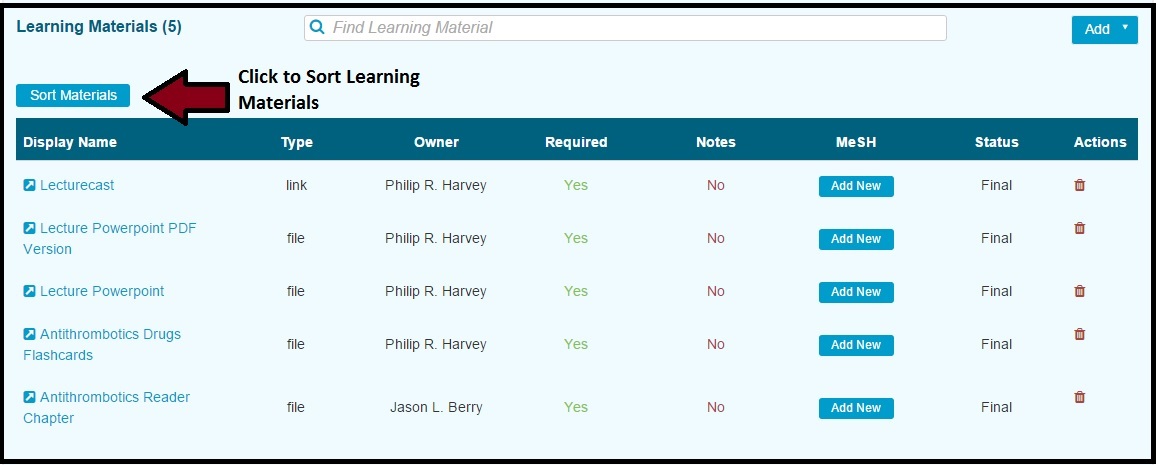 Learning Materials (5)
Find Learning Material
Add
Sort Materials
Click to Sort Learning
Materials
Display Name Type Owner Required Notes MeSH Status Actions
Lecturecast link Philip R. Harvey Yes No Add New Final
Lecture Powerpoint PDF
Version file Philip R. Harvey Yes No Add New Final
Lecture Powerpoint file Philip R. Harvey Yes No Add New Final
Antithrombotics Drugs
Flashcards file Philip R. Harvey Yes No Add New Final
Antithrombotics Reader
Chapter file Jason L. Berry Yes No Add New Final